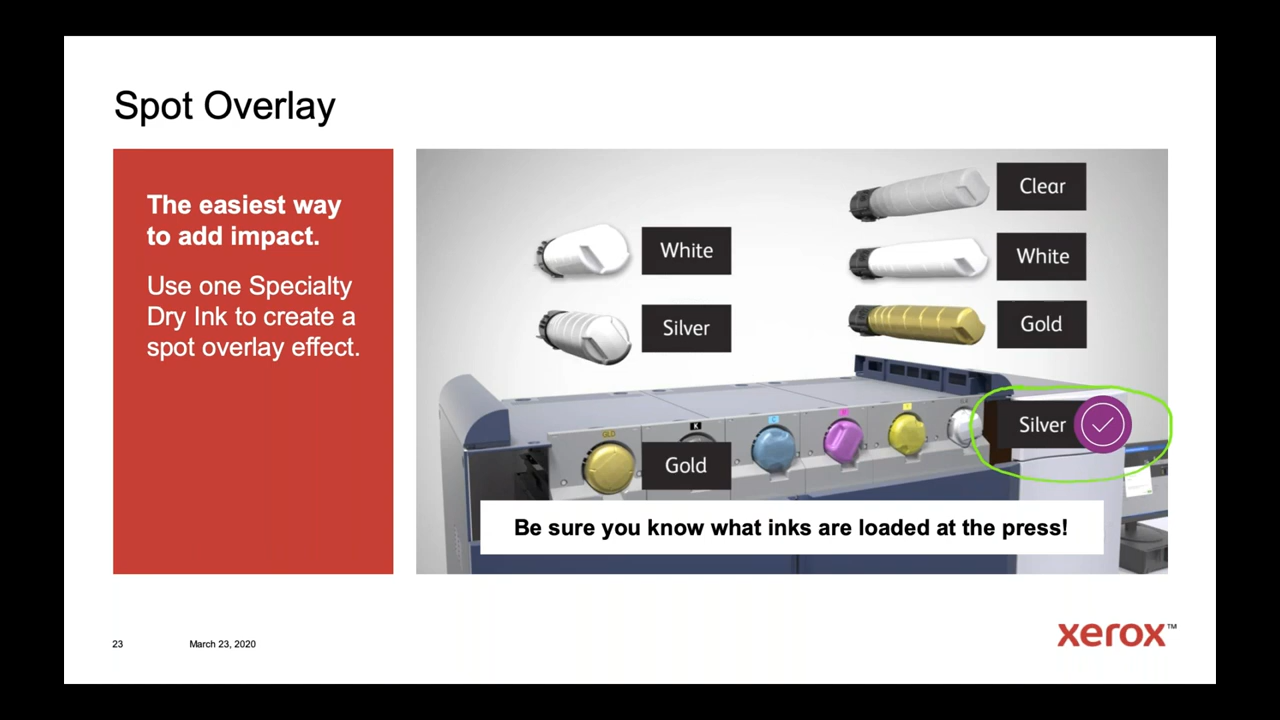 Spot Overlay
The easiest way
to add impact.
Use one Specialty
Dry Ink to create a
spot overlay effect.
White
Silver
Gold
Clear
White
Gold
Silver
GLD
K
C
M
Y
Be sure you know what inks are loaded at the press!
23
March 23, 2020
xerox™